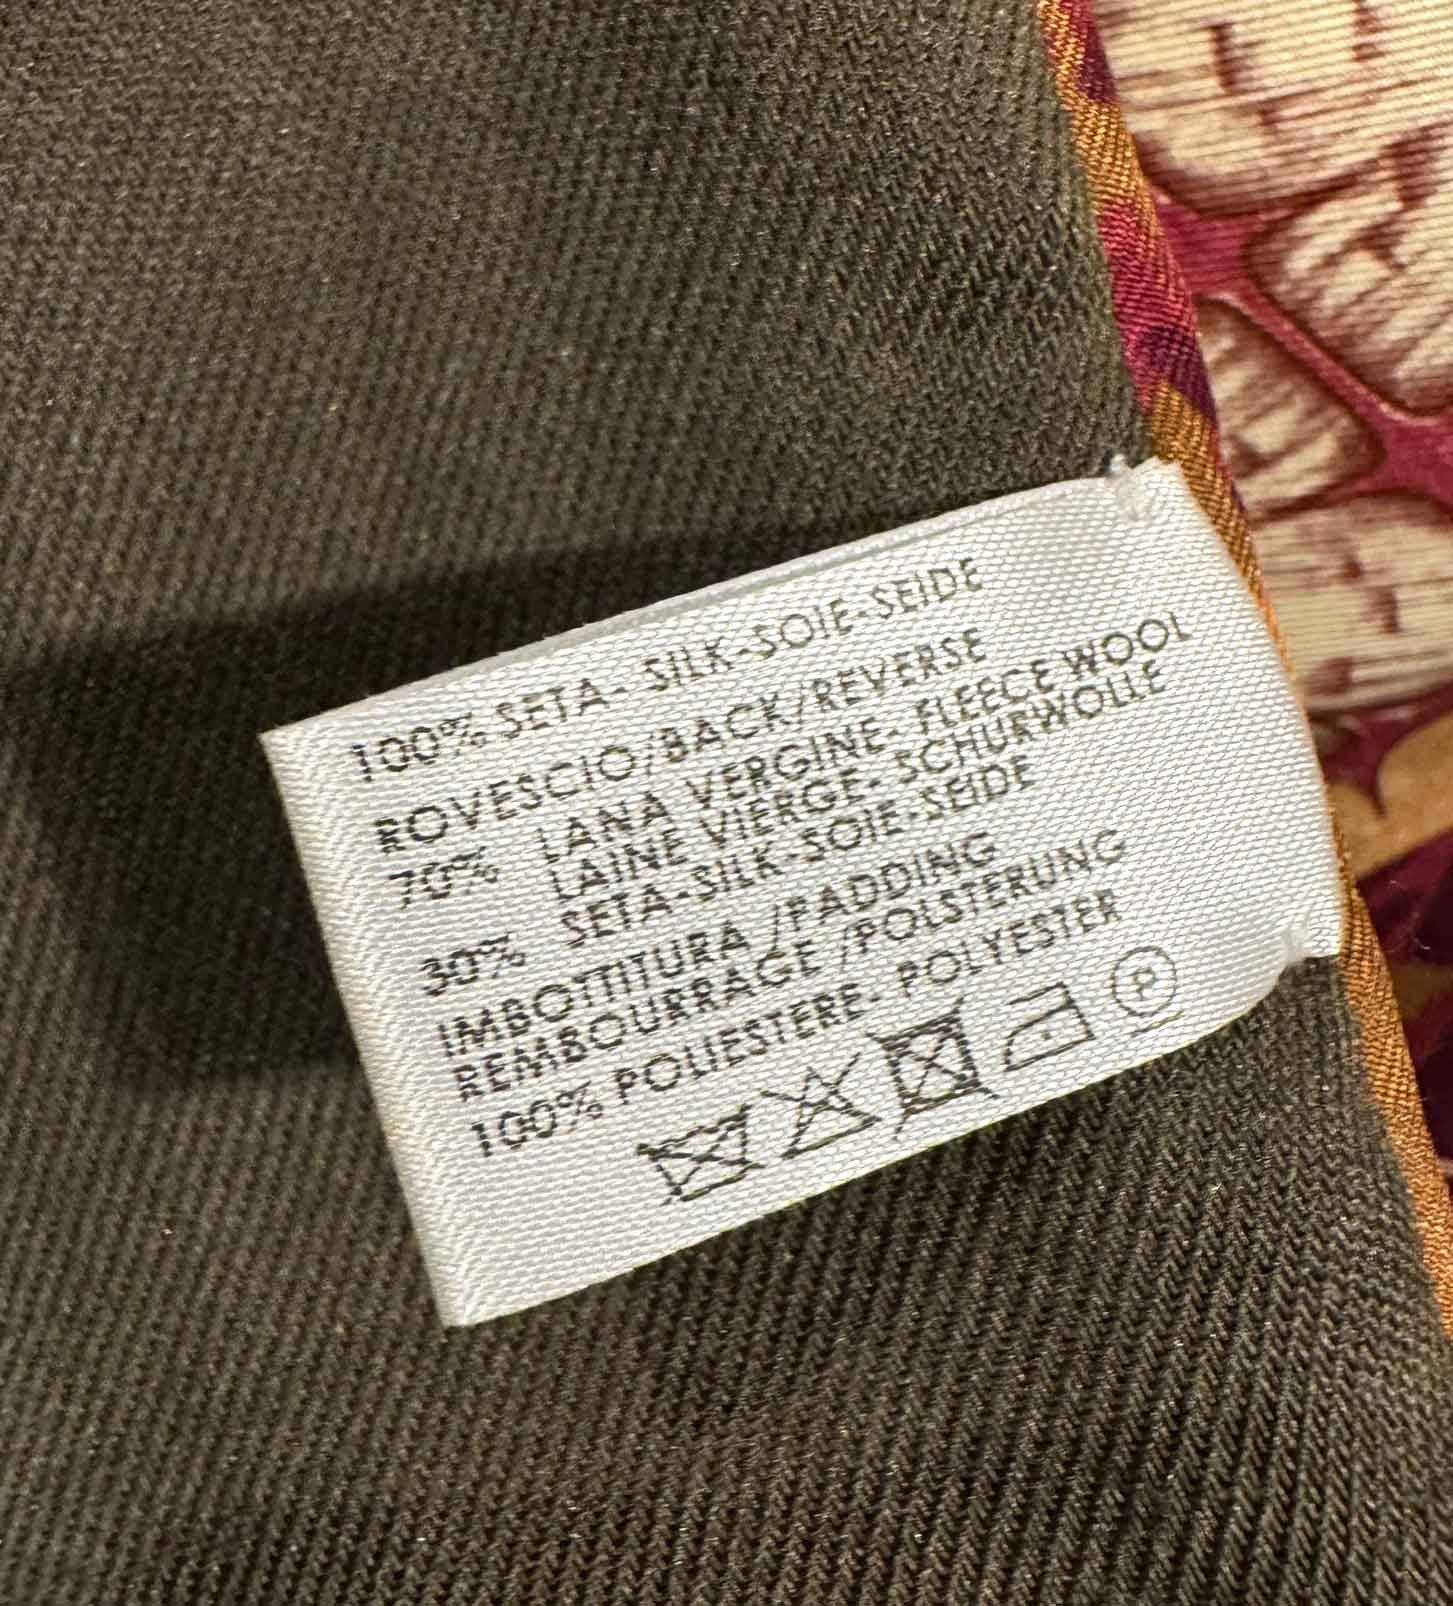 100% SETA- SILK-SOIE-SEIDE
ROVESCIO/BACK/REVERSE
70% LANA VERGINE- FLEECE WOOL
LAINE VIERGE- SCHURWOLLE
30% SETA-SILK-SOIE-SEIDE
IMBOTTITURA /PADDING
REMBOURRAGE /POLSTERUNG
100% POLIESTERE- POLYESTER
P